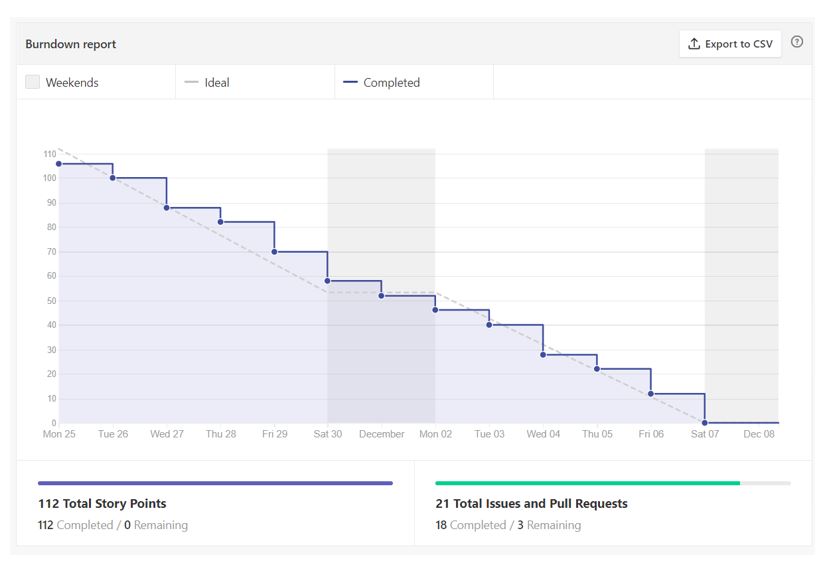 Burndown report
Export to CSV
Weekends
Ideal
Completed
110
100
90
80
70
60
50
40
30
20
10
0
Mon 25 Tue 26 Wed 27 Thu 28 Fri 29 Sat 30 December Mon 02 Tue 03 Wed 04 Thu 05 Fri 06 Sat 07 Dec 08
112 Total Story Points
112 Completed / 0 Remaining
21 Total Issues and Pull Requests
18 Completed / 3 Remaining